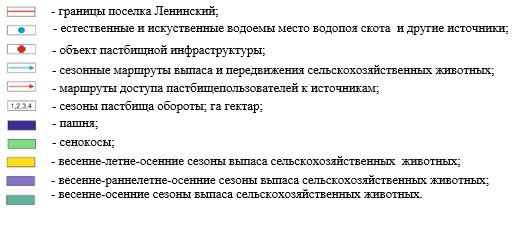 - границы поселка Ленинский;
- естественные и искуственные водоемы место водопоя скота и другие источники;
- объект пастбищной инфраструктуры;
- сезонные маршруты выпаса и передвижения сельскохозяйственных животных;
- маршруты доступа пастбищепользователей к источникам;
1,2,3,4 - сезоны пастбища обороты; га гектар;
- пашня;
- сенокосы;
- весенне-летне-осенние сезоны выпаса сельскохозяйственных животных;
- весенне-раннелетне-осенние сезоны выпаса сельскохозяйственных животных;
- весенне-осенние сезоны выпаса сельскохозяйственных животных.